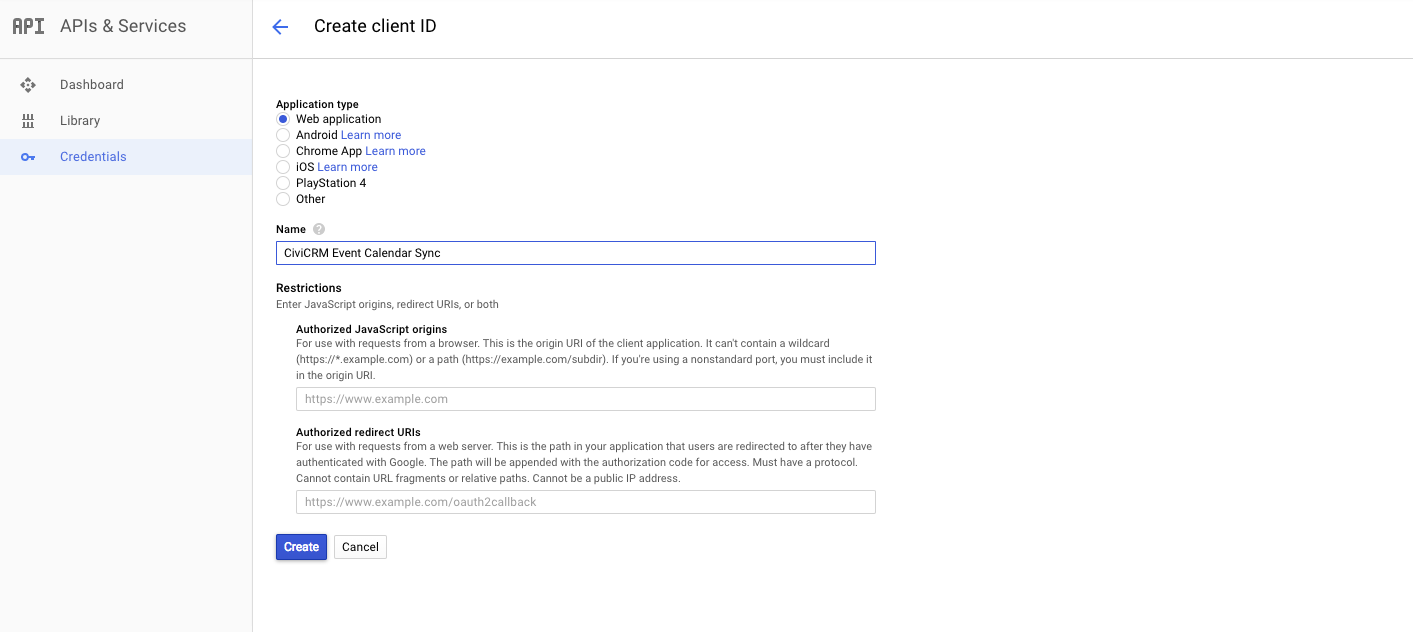 API APIs & Services
Create client ID
Dashboard
Library
Credentials
Application type
Web application
Android Learn more
Chrome App Learn more
iOS Learn more
PlayStation 4
Other
Name ?
CiviCRM Event Calendar Sync
Restrictions
Enter JavaScript origins, redirect URIs, or both
Authorized JavaScript origins
For use with requests from a browser. This is the origin URI of the client application. It can't contain a wildcard
(https://*.example.com) or a path (https://example.com/subdir). If you're using a nonstandard port, you must include it
in the origin URI.
https://www.example.com
Authorized redirect URIs
For use with requests from a web server. This is the path in your application that users are redirected to after they have
authenticated with Google. The path will be appended with the authorization code for access. Must have a protocol.
Cannot contain URL fragments or relative paths. Cannot be a public IP address.
https://www.example.com/oauth2callback
Create Cancel